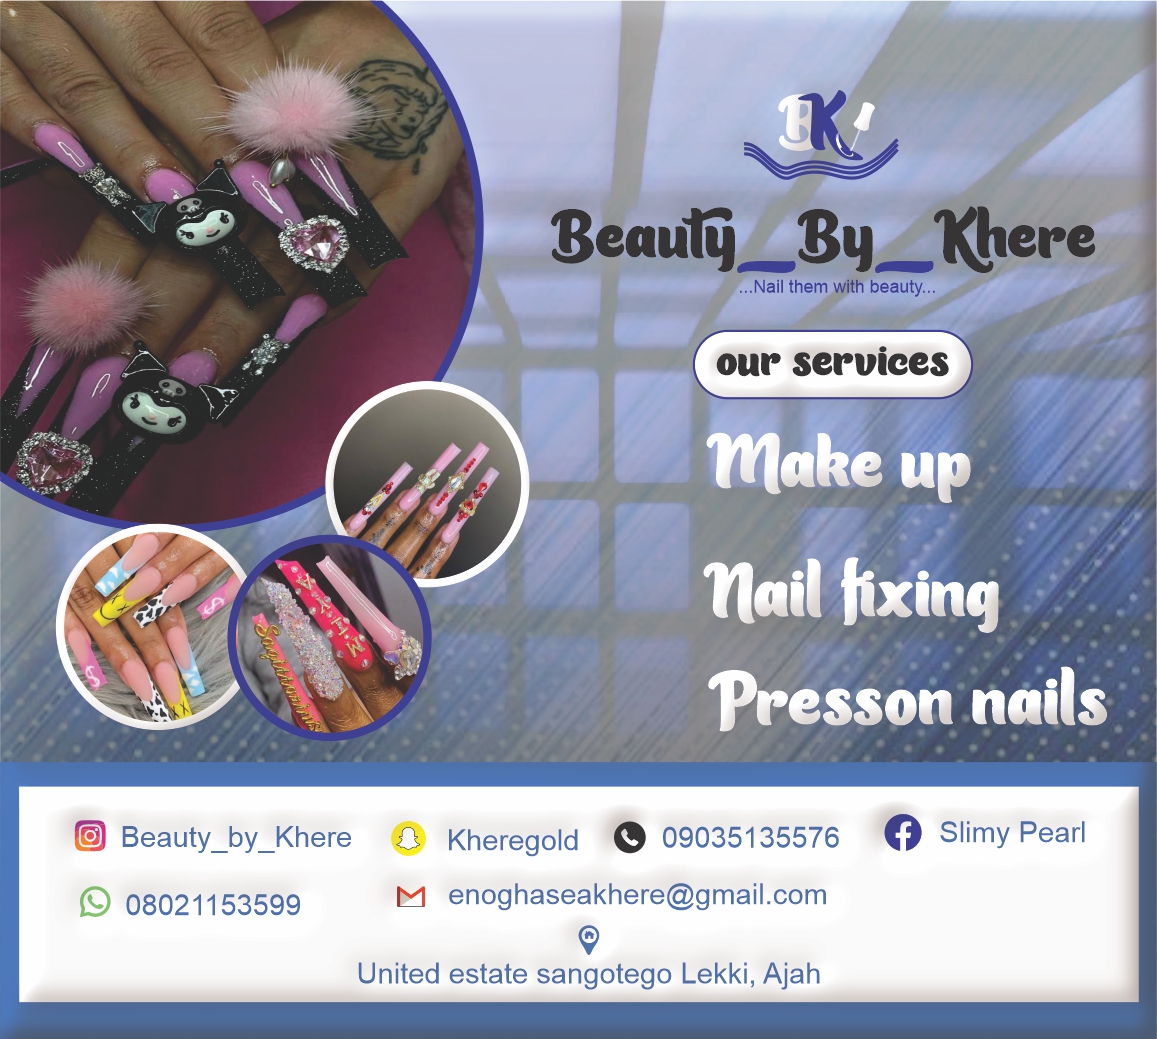 BK
Beauty_By_Khere
...Nail them with beauty...
our services
Make up
Nail fixing
Presson nails
Sagittarius
Beauty_by_Khere
Kheregold
09035135576
Slimy Pearl
08021153599
enoghaseakhere@gmail.com
United estate sangotego Lekki, Ajah